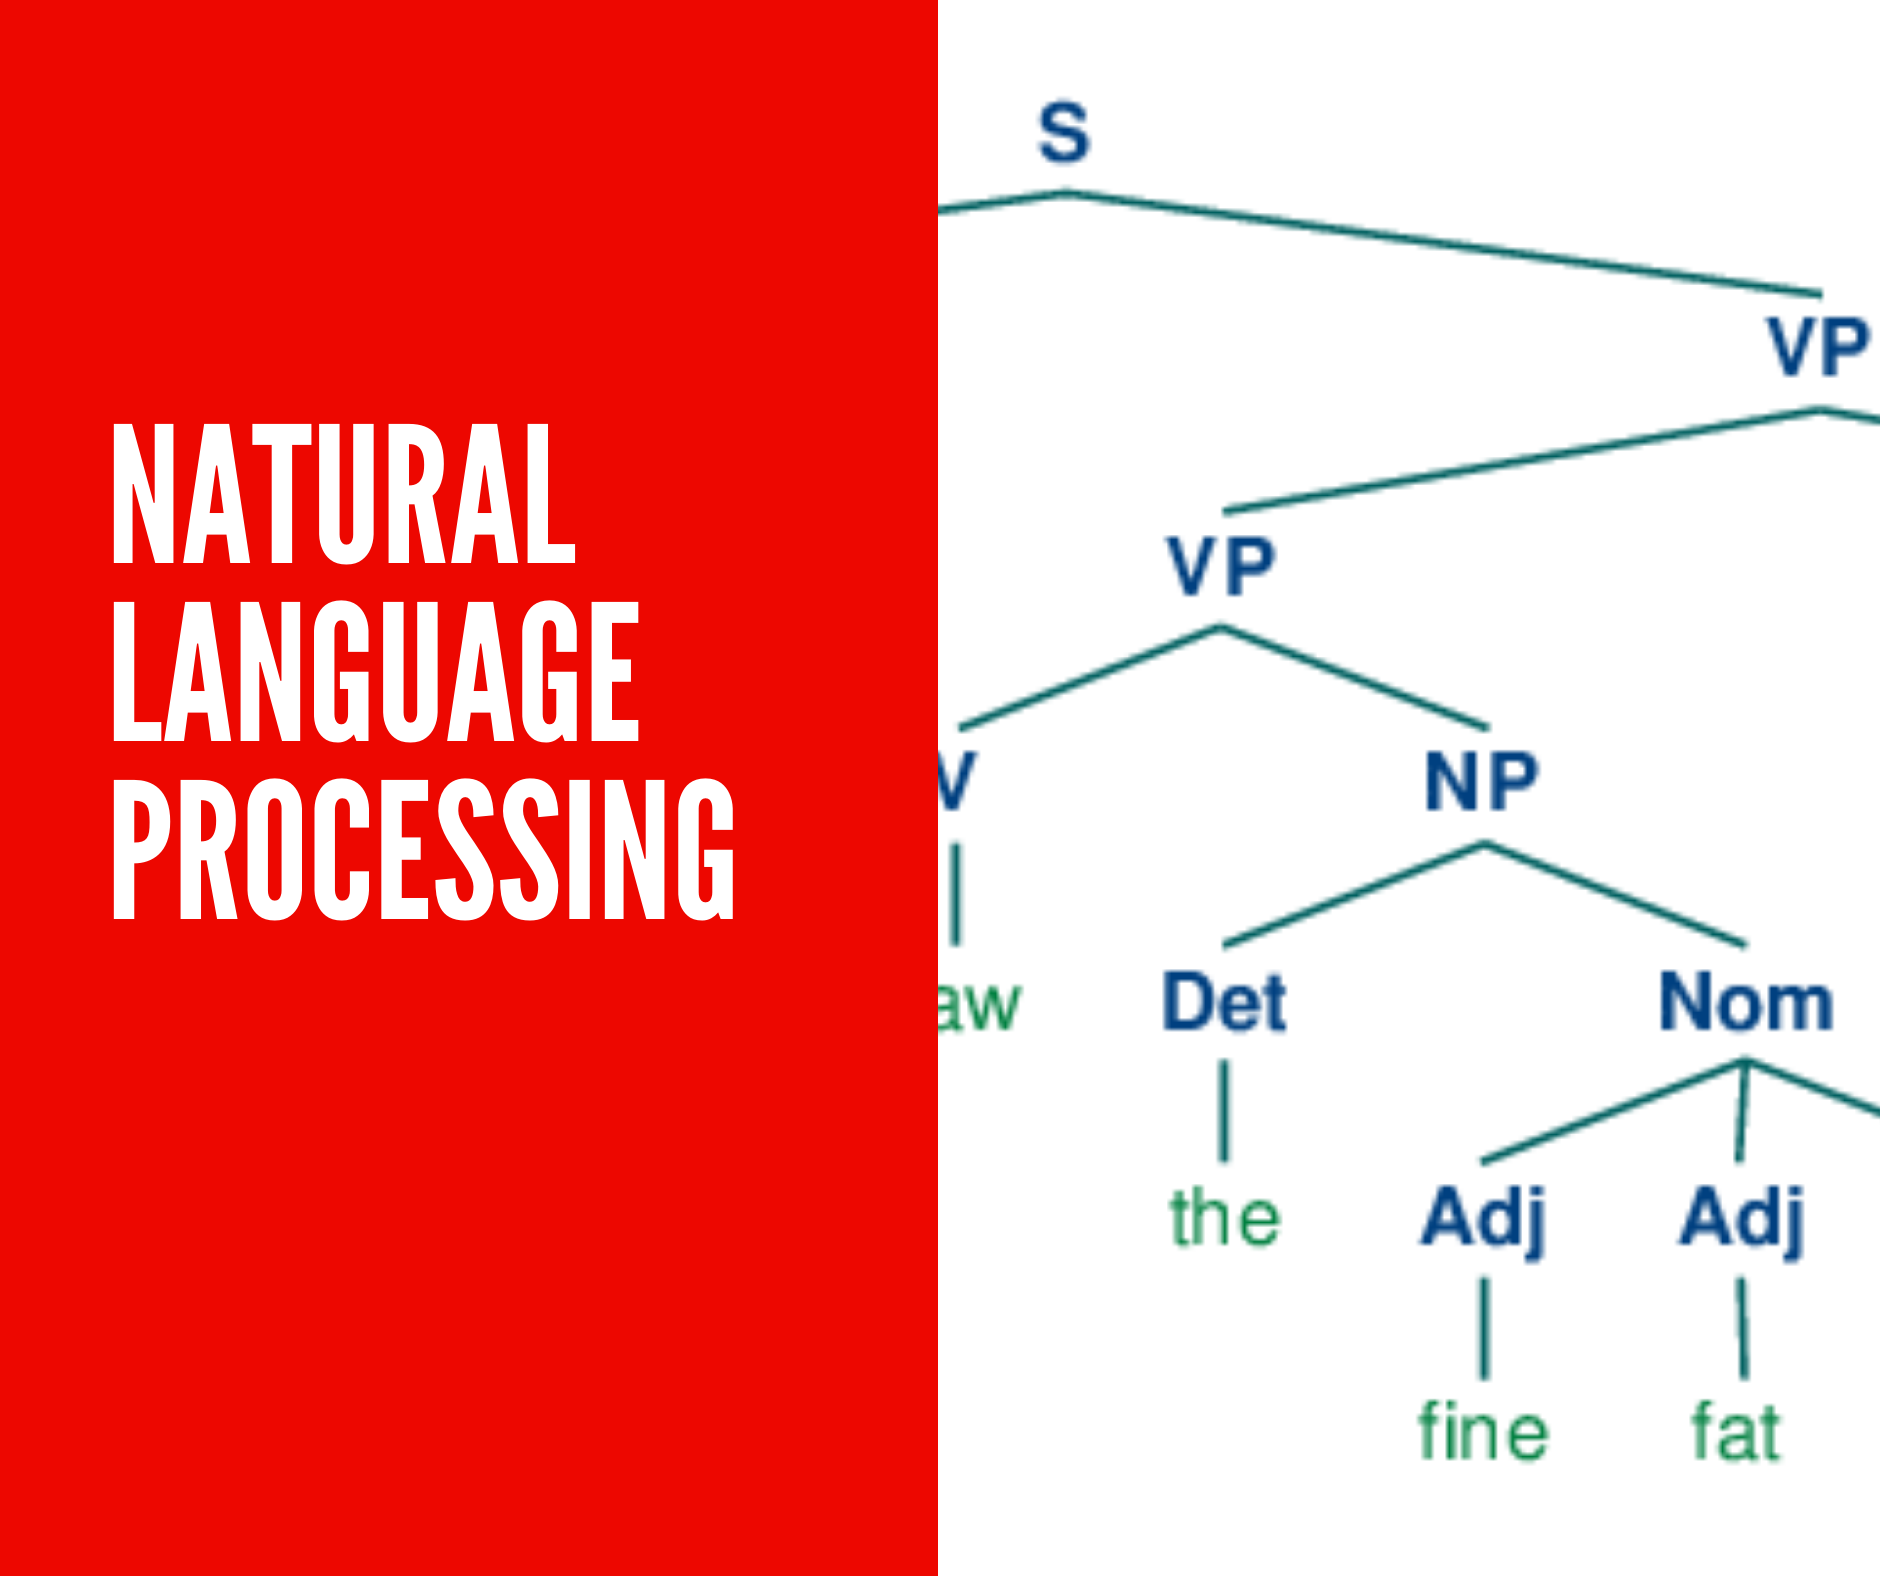 NATURAL
LANGUAGE
PROCESSING
S
VP
VP
V NP
aw Det Nom
the Adj Adj
fine fat